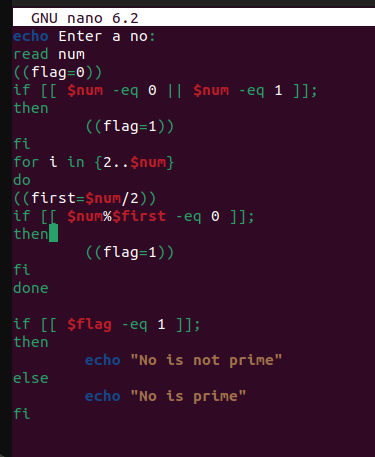 GNU nano 6.2
echo Enter a no:
read num
((flag=0))
if [[ $num -eq 0 || $num -eq 1 ]];
then
        ((flag=1))
fi
for i in {2..$num}
do
((first=$num/2))
if [[ $num%$first -eq 0 ]];
then
        ((flag=1))
fi
done

if [[ $flag -eq 1 ]];
then
        echo "No is not prime"
else
        echo "No is prime"
fi